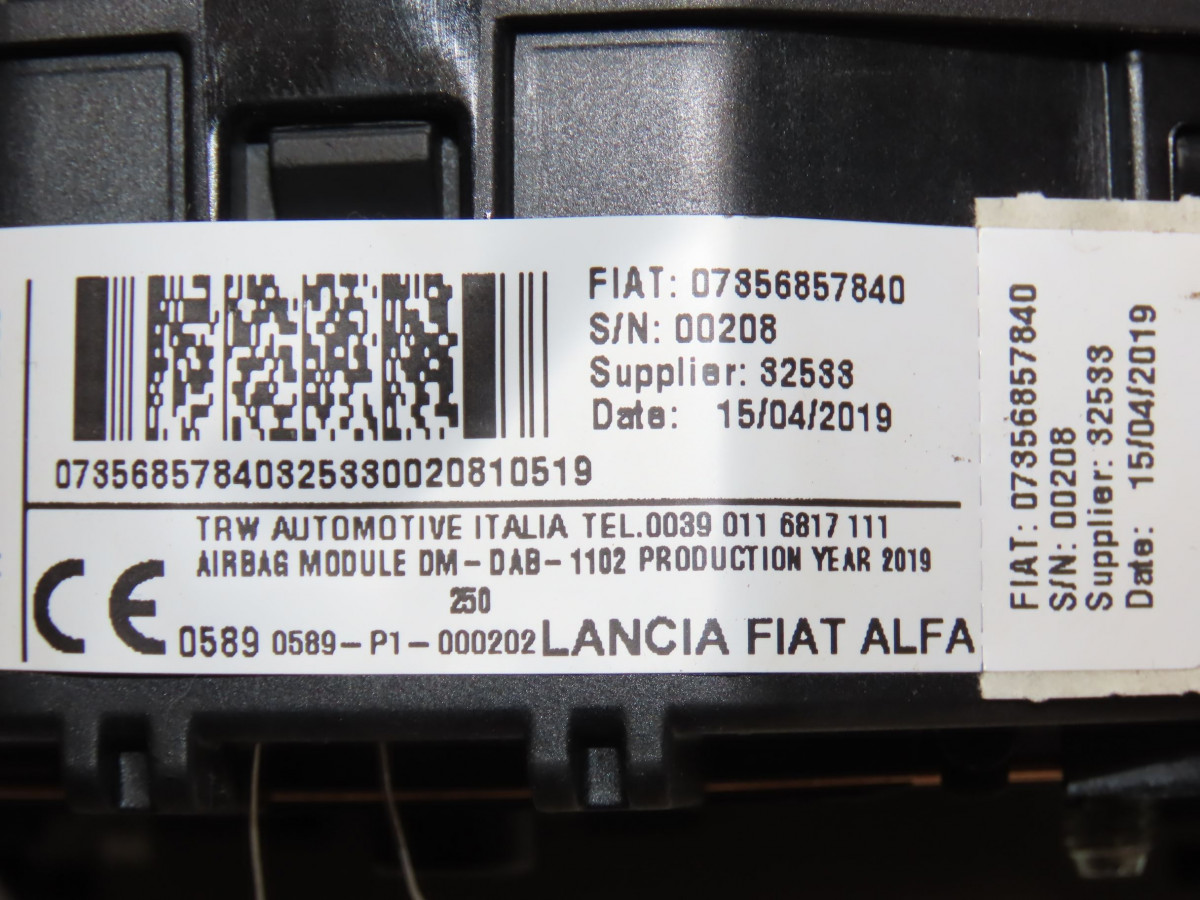 FIAT: 07356857840
S/N: 00208
Supplier: 32533
Date: 15/04/2019
07356857840325330020810519
TRW AUTOMOTIVE ITALIA TEL.0039 011 6817 111
AIRBAG MODULE DM-DAB-1102 PRODUCTION YEAR 2019
250
CE 0589 0589-P1-000202 LANCIA FIAT ALFA
FIAT: 07356857840
S/N: 00208
Supplier: 32533
Date: 15/04/2019